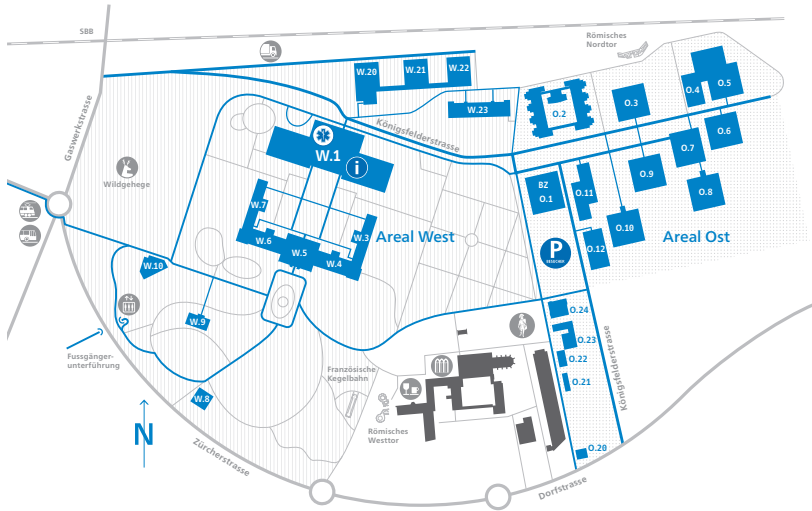 SBB
Römisches
Nordtor
W.20
W.21
W.22
W.23
O.2
O.3
O.4
O.5
O.6
Gaswerkstrasse
Königsfelderstrasse
W.1
i
Wildgehege
O.7
O.9
O.8
BZ
O.1
O.11
O.10
O.12
W.7
W.3
W.6
W.5
W.4
Areal West
Areal Ost
P
BESUCHER
W.10
W.9
W.8
Fussgänger-
unterführung
Französische
Kegelbahn
Römisches
Westtor
O.24
O.23
O.22
O.21
O.20
Königsfelderstrasse
N
Zürcherstrasse
Dorfstrasse